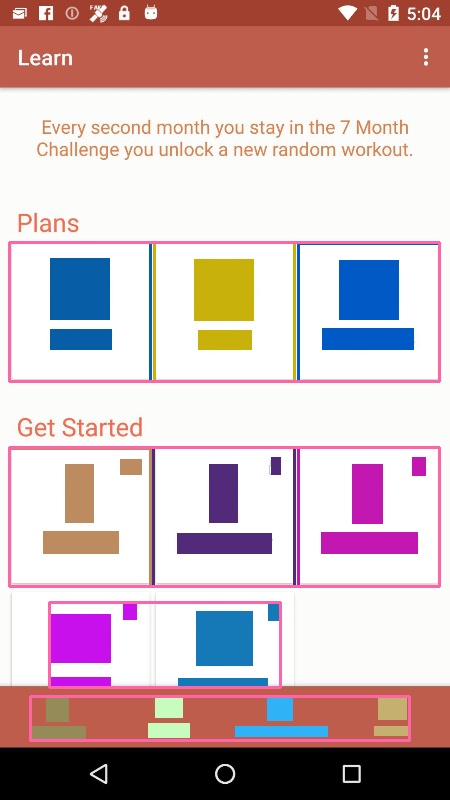 FAKE
5:04
Learn
Every second month you stay in the 7 Month
Challenge you unlock a new random workout.
Plans
Get Started